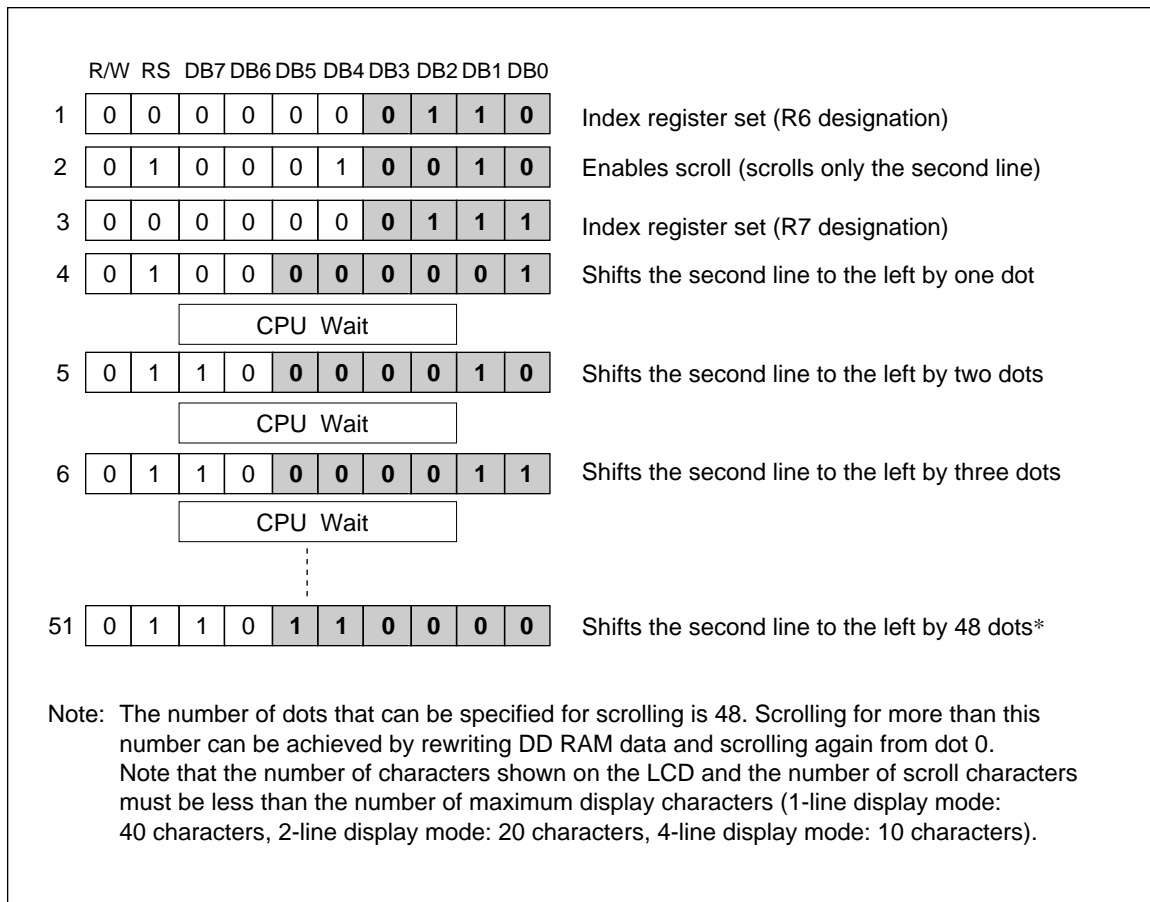 R/W RS DB7 DB6 DB5 DB4 DB3 DB2 DB1 DB0
1 0 0 0 0 0 0 0 1 1 0 Index register set (R6 designation)
2 0 1 0 0 0 1 0 0 1 0 Enables scroll (scrolls only the second line)
3 0 0 0 0 0 0 0 1 1 1 Index register set (R7 designation)
4 0 1 0 0 0 0 0 0 0 1 Shifts the second line to the left by one dot
CPU Wait
5 0 1 1 0 0 0 0 0 1 0 Shifts the second line to the left by two dots
CPU Wait
6 0 1 1 0 0 0 0 0 1 1 Shifts the second line to the left by three dots
CPU Wait
51 0 1 1 0 1 1 0 0 0 0 Shifts the second line to the left by 48 dots*
Note: The number of dots that can be specified for scrolling is 48. Scrolling for more than this
number can be achieved by rewriting DD RAM data and scrolling again from dot 0.
Note that the number of characters shown on the LCD and the number of scroll characters
must be less than the number of maximum display characters (1-line display mode:
40 characters, 2-line display mode: 20 characters, 4-line display mode: 10 characters).